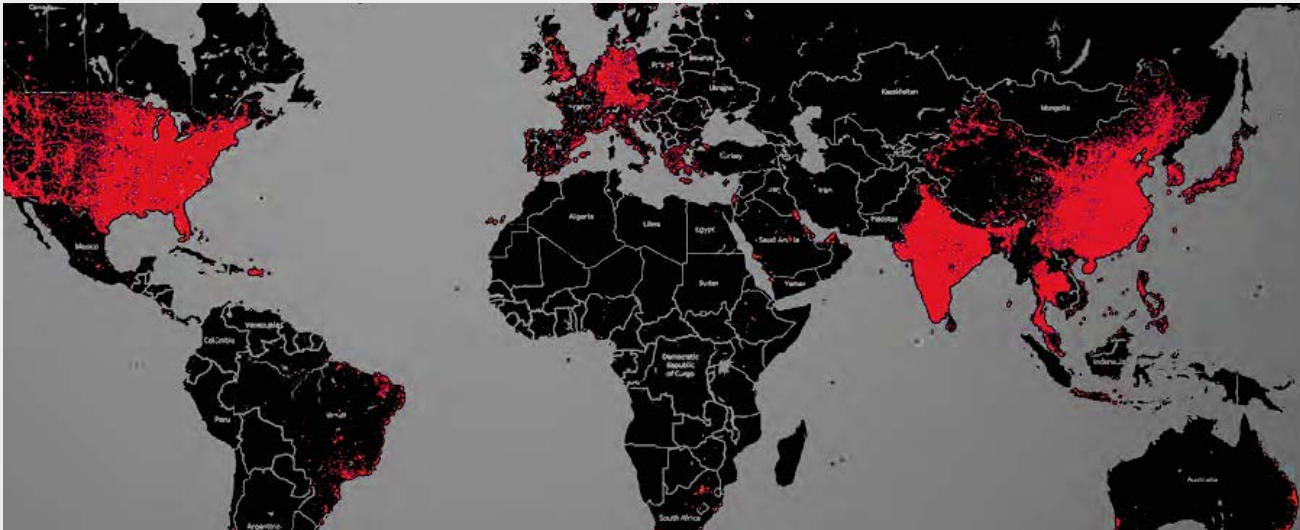 Canada
Belarus
Ukraine
Kazakhstan
Mongolia
Turkey
Iran
Pakistan
Algeria
Libya
Egypt
Saudi Arabia
Mexico
Sudan
Yemen
Venezuela
Colombia
Democratic
Republic
of Congo
Indonesia
Peru
Brazil
Australia
South Africa
Argentina